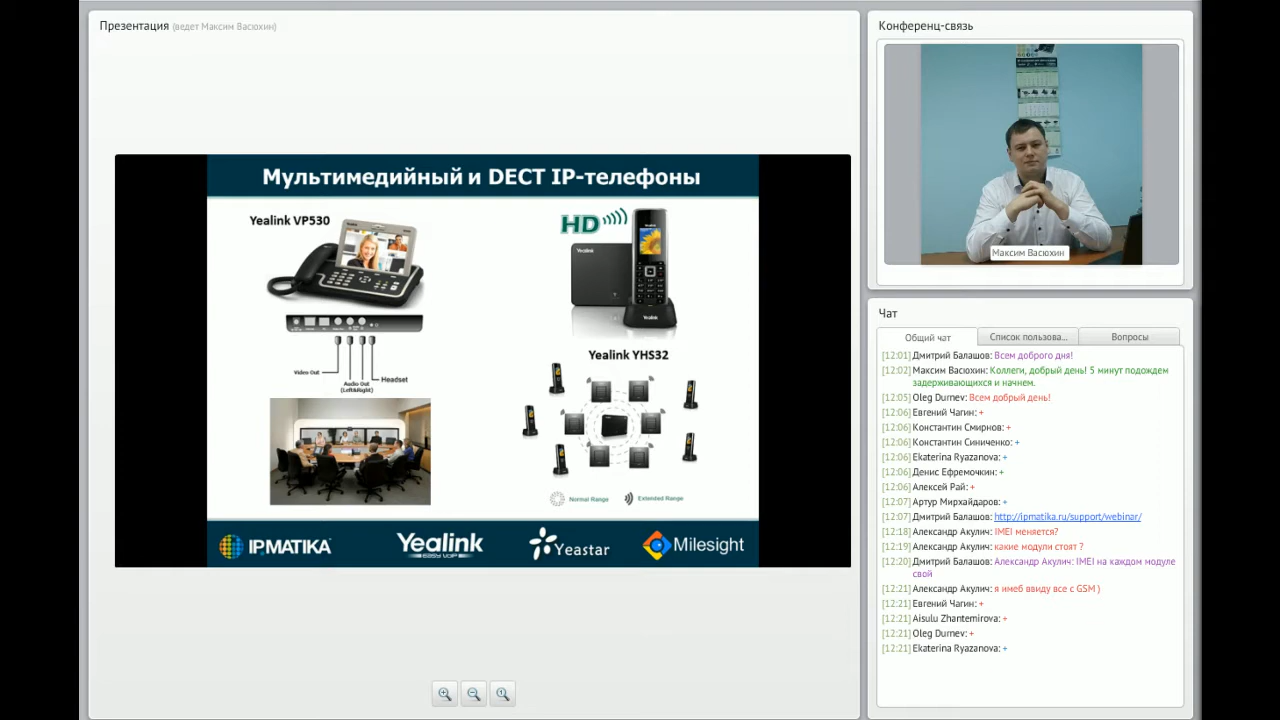 Презентация (ведет Максим Васюхин)
Мультимедийный и DECT IP-телефоны
Yealink VP530
HD
Yealink
Yealink
Video Out
Audio Out
(Left&Right)
Headset
Yealink YHS32
Normal Range
Extended Range
IPMATIKA
Yealink
EASY VOIP
Yeastar
Milesight
Конференц-связь
Максим Васюхин
Чат
Общий чат
Список пользова...
Вопросы
[12:01] Дмитрий Балашов: Всем доброго дня!
[12:02] Максим Васюхин: Коллеги, добрый день! 5 минут подождем
задерживающихся и начнем.
[12:05] Oleg Durnev: Всем добрый день!
[12:06] Евгений Чагин: +
[12:06] Константин Смирнов: +
[12:06] Константин Синиченко: +
[12:06] Ekaterina Ryazanova: +
[12:06] Денис Ефремочкин: +
[12:06] Алексей Рай: +
[12:07] Артур Мирхайдаров: +
[12:07] Дмитрий Балашов: http://ipmatika.ru/support/webinar/
[12:18] Александр Акулич: IMEI меняется?
[12:19] Александр Акулич: какие модули стоят ?
[12:20] Дмитрий Балашов: Александр Акулич: IMEI на каждом модуле
свой
[12:21] Александр Акулич: я имеб ввиду все с GSM )
[12:21] Евгений Чагин: +
[12:21] Aisulu Zhantemirova: +
[12:21] Oleg Durnev: +
[12:21] Ekaterina Ryazanova: +